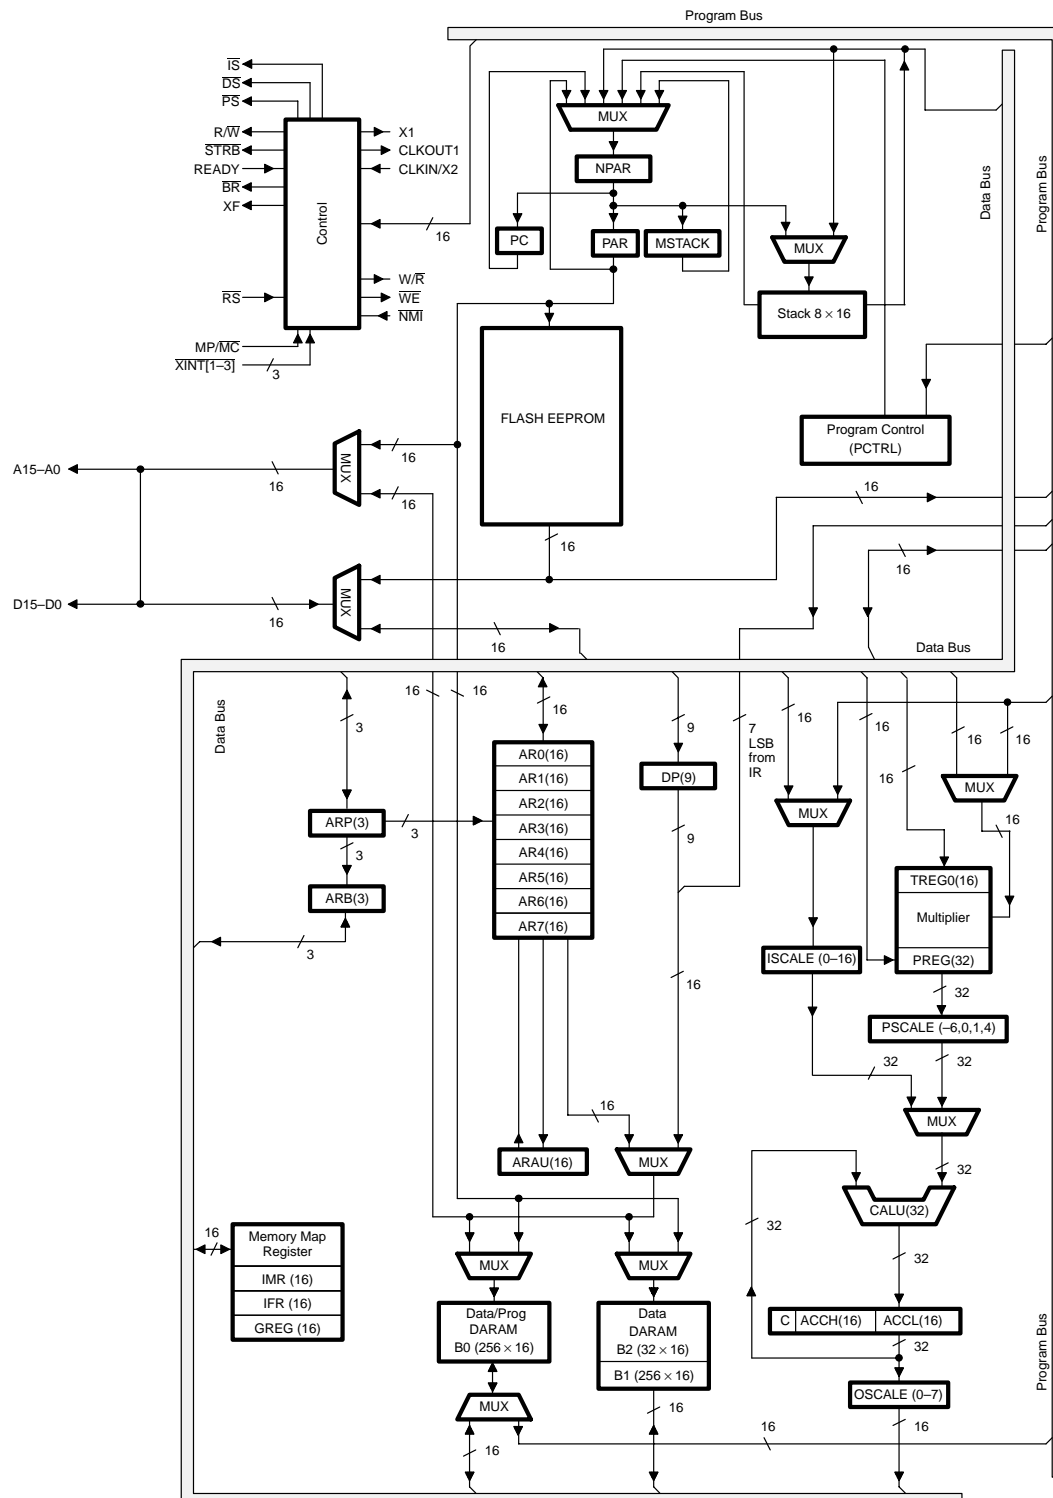 Program Bus
IS
DS
PS
R/W
STRB
READY
BR
XF
RS
MP/MC
XINT[1–3]
3
Control
X1
CLKOUT1
CLKIN/X2
16
W/R
WE
NMI
MUX
NPAR
PC
PAR
MSTACK
MUX
Stack 8 × 16
Data Bus
Program Bus
FLASH EEPROM
Program Control
(PCTRL)
A15–A0
16
MUX
16
16
16
16
16
D15–D0
16
MUX
16
Data Bus
Data Bus
3
16
16
16
9
7
LSB
from
IR
16
16
16
16
16
AR0(16)
AR1(16)
AR2(16)
AR3(16)
AR4(16)
AR5(16)
AR6(16)
AR7(16)
DP(9)
9
MUX
MUX
16
ARP(3)
3
3
ARB(3)
3
TREG0(16)
Multiplier
PREG(32)
ISCALE (0–16)
16
32
PSCALE (–6,0,1,4)
32
32
MUX
16
ARAU(16)
MUX
32
CALU(32)
32
32
16
Memory Map
Register
IMR (16)
IFR (16)
GREG (16)
MUX
MUX
Data/Prog
DARAM
B0 (256 × 16)
Data
DARAM
B2 (32 × 16)
B1 (256 × 16)
C
ACCH(16)
ACCL(16)
32
OSCALE (0–7)
MUX
16
16
16
16
Program Bus